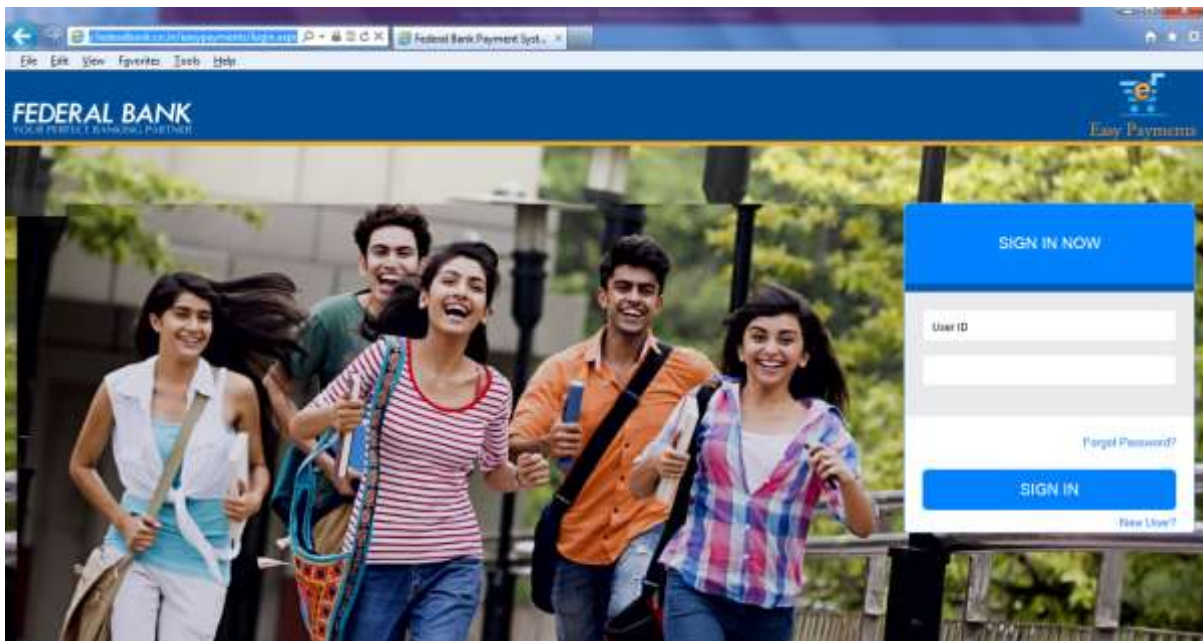 Federal Bank Payment Syst...
File Edit View Favorites Tools Help
FEDERAL BANK
YOUR PERFECT BANKING PARTNER
e
Easy Payments
SIGN IN NOW
User ID
Forgot Password?
SIGN IN
New User?